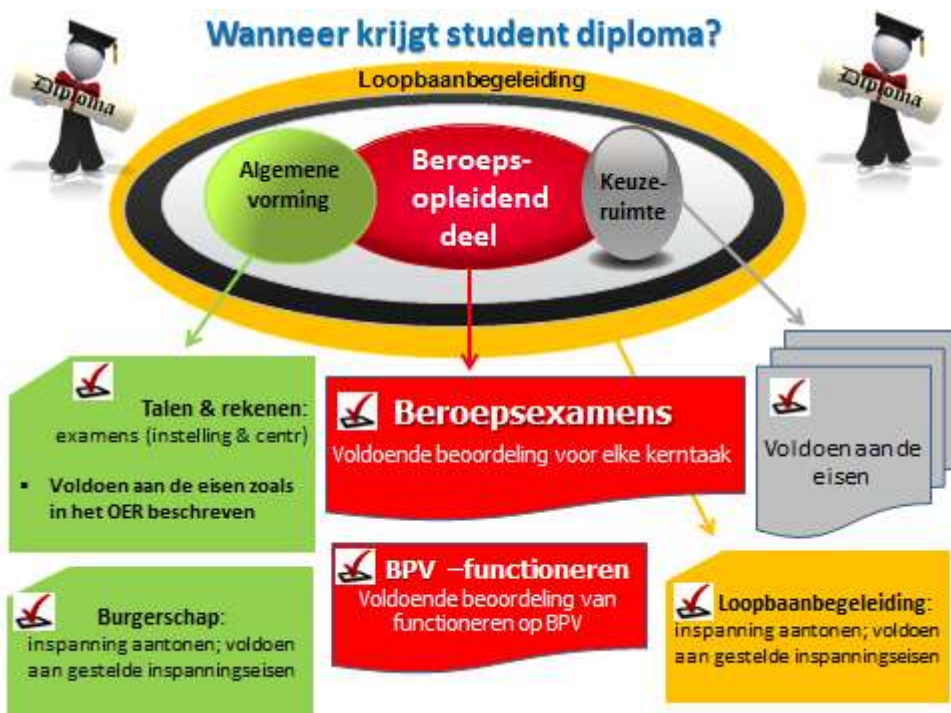 Wanneer krijgt student diploma?
Diploma
Diploma
Loopbaanbegeleiding
Algemene
vorming
Beroeps-
opleidend
deel
Keuze-
ruimte
Talen & rekenen:
examens (instelling & centr)
▪ Voldoen aan de eisen zoals
in het OER beschreven
Beroepsexamens
Voldoende beoordeling voor elke kerntaak
Voldoen aan de
eisen
Burgerschap:
inspanning aantonen; voldoen
aan gestelde inspanningseisen
BPV –functioneren
Voldoende beoordeling van
functioneren op BPV
Loopbaanbegeleiding:
inspanning aantonen; voldoen
aan gestelde inspanningseisen